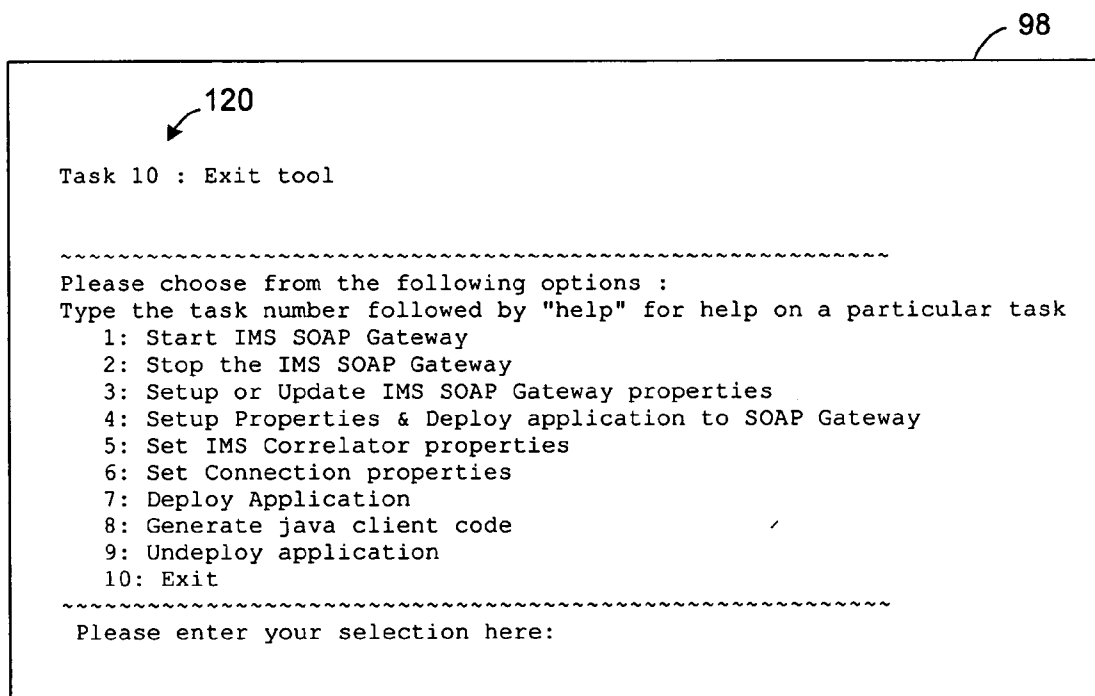 98
120
Task 10 : Exit tool
~~~~~~~~~~~~~~~~~~~~~~~~~~~~~~~~~~~~~~~~~~~~~~~~~~~~~~~~~~
Please choose from the following options :
Type the task number followed by "help" for help on a particular task
1: Start IMS SOAP Gateway
2: Stop the IMS SOAP Gateway
3: Setup or Update IMS SOAP Gateway properties
4: Setup Properties & Deploy application to SOAP Gateway
5: Set IMS Correlator properties
6: Set Connection properties
7: Deploy Application
8: Generate java client code
9: Undeploy application
10: Exit
~~~~~~~~~~~~~~~~~~~~~~~~~~~~~~~~~~~~~~~~~~~~~~~~~~~~~~~~~~
Please enter your selection here: